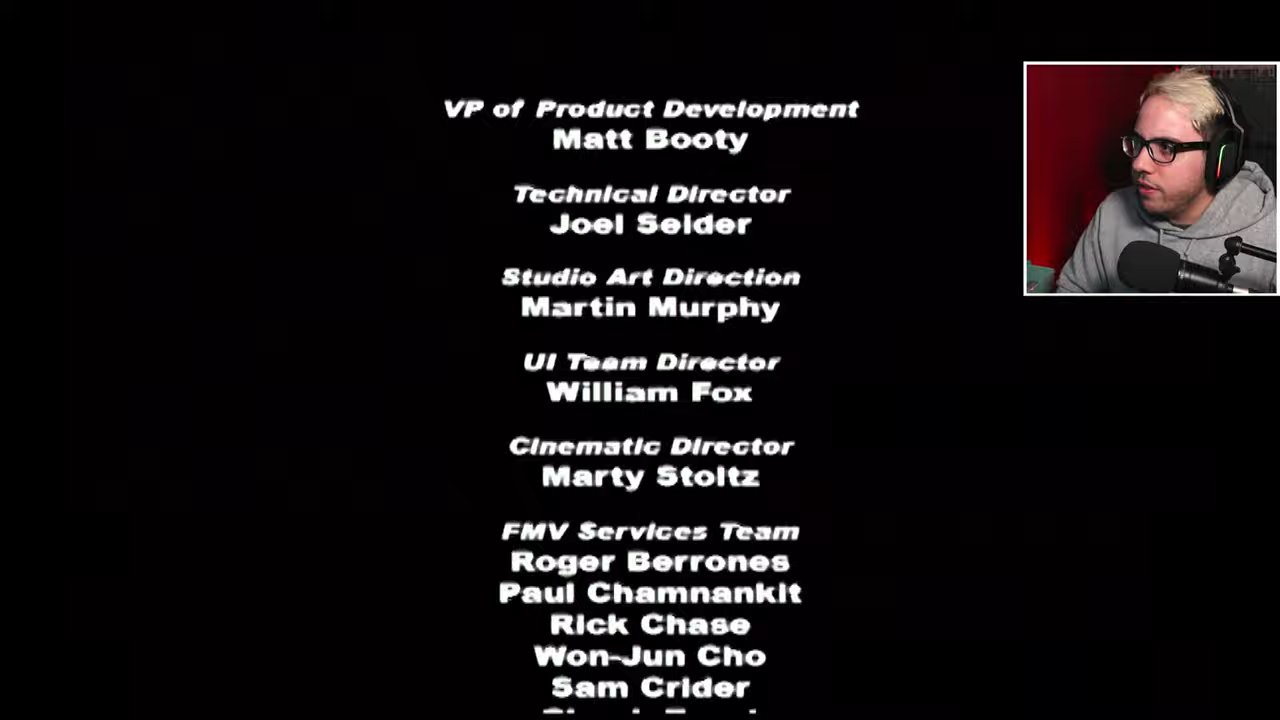 VP of Product Development
Matt Booty
Technical Director
Joel Seider
Studio Art Direction
Martin Murphy
UI Team Director
William Fox
Cinematic Director
Marty Stoltz
FMV Services Team
Roger Berrones
Paul Chamnankit
Rick Chase
Won-Jun Cho
Sam Crider